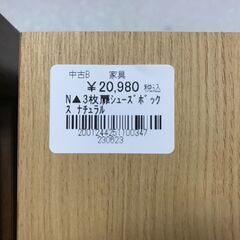 中古B 家具
￥20,980 税込
N▲3枚扉シューズボック
ス ナチュラル
2001244251100347
230623